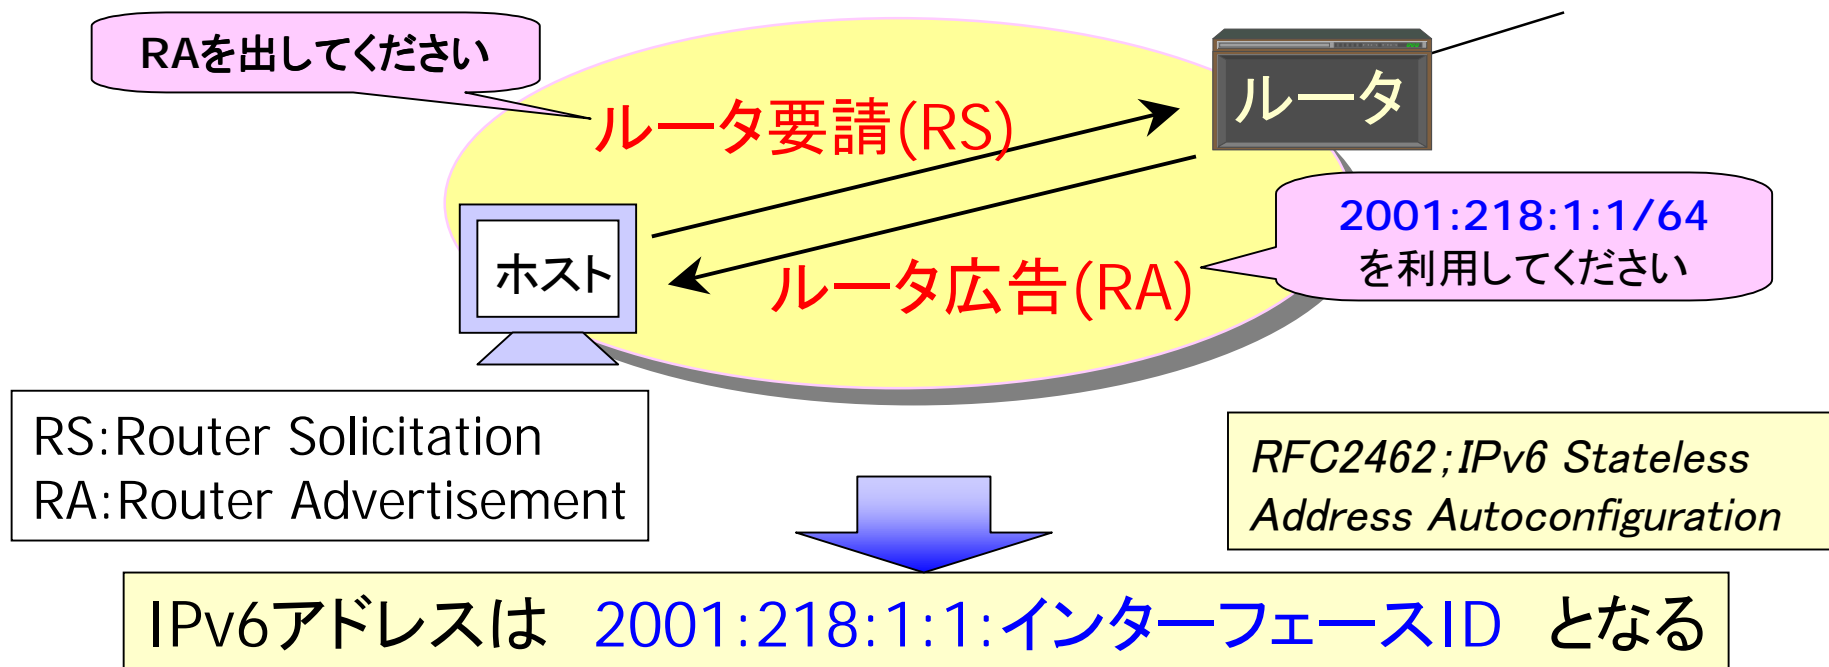 RAを出してください
ルータ
ルータ要請(RS)
2001:218:1:1/64
を利用してください
ホスト
ルータ広告(RA)
RS:Router Solicitation
RA:Router Advertisement
RFC2462;IPv6 Stateless
Address Autoconfiguration
IPv6アドレスは 2001:218:1:1:インターフェースID となる